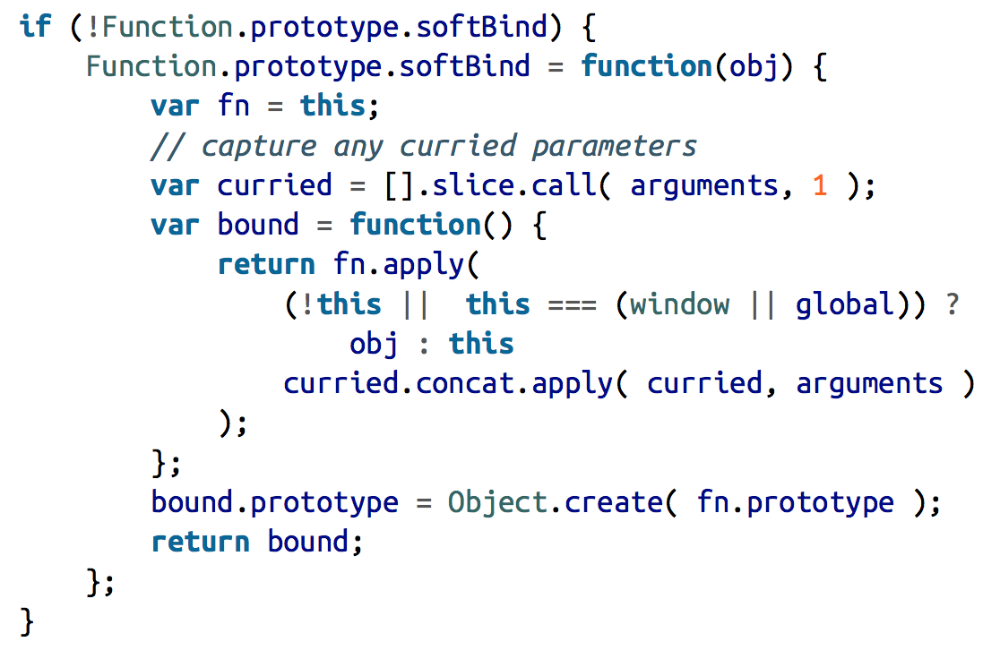 if (!Function.prototype.softBind) {
    Function.prototype.softBind = function(obj) {
        var fn = this;
        // capture any curried parameters
        var curried = [].slice.call( arguments, 1 );
        var bound = function() {
            return fn.apply(
                (!this ||  this === (window || global)) ?
                    obj : this
                curried.concat.apply( curried, arguments )
            );
        };
        bound.prototype = Object.create( fn.prototype );
        return bound;
    };
}